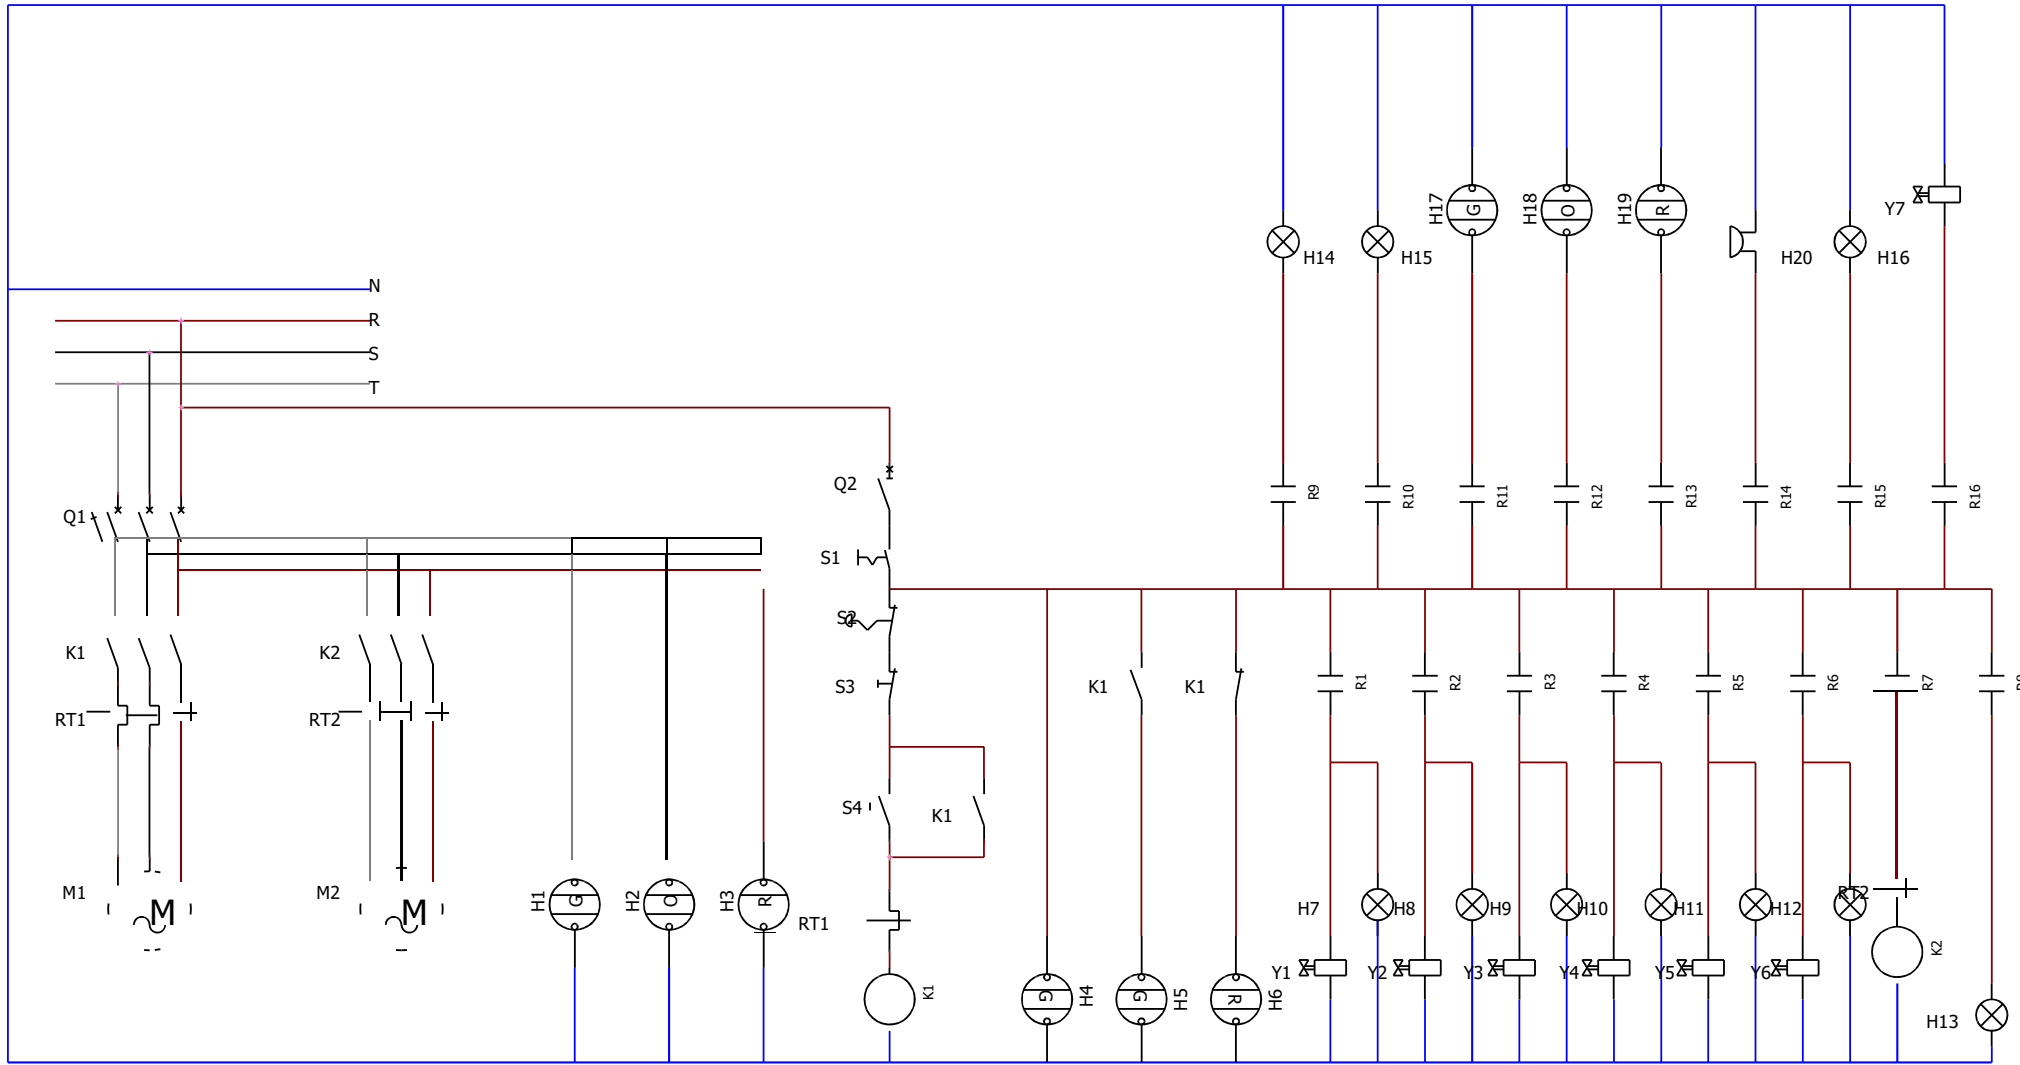 H17
H18
H19
Y7
G
O
R
H14
H15
H20
H16
N
R
S
T
Q2
R9
R10
R11
R12
R13
R14
R15
R16
Q1
S1
S2
K1
K2
S3
K1
K1
R1
R2
R3
R4
R5
R6
R7
RT1
RT2
S4
K1
M1
M
M2
M
H1
G
H2
O
H3
R
RT1
H7
H8
H9
H10
H11
H12
RT2
K2
Y1
Y2
Y3
Y4
Y5
Y6
K1
G
H4
G
H5
R
H6
H13